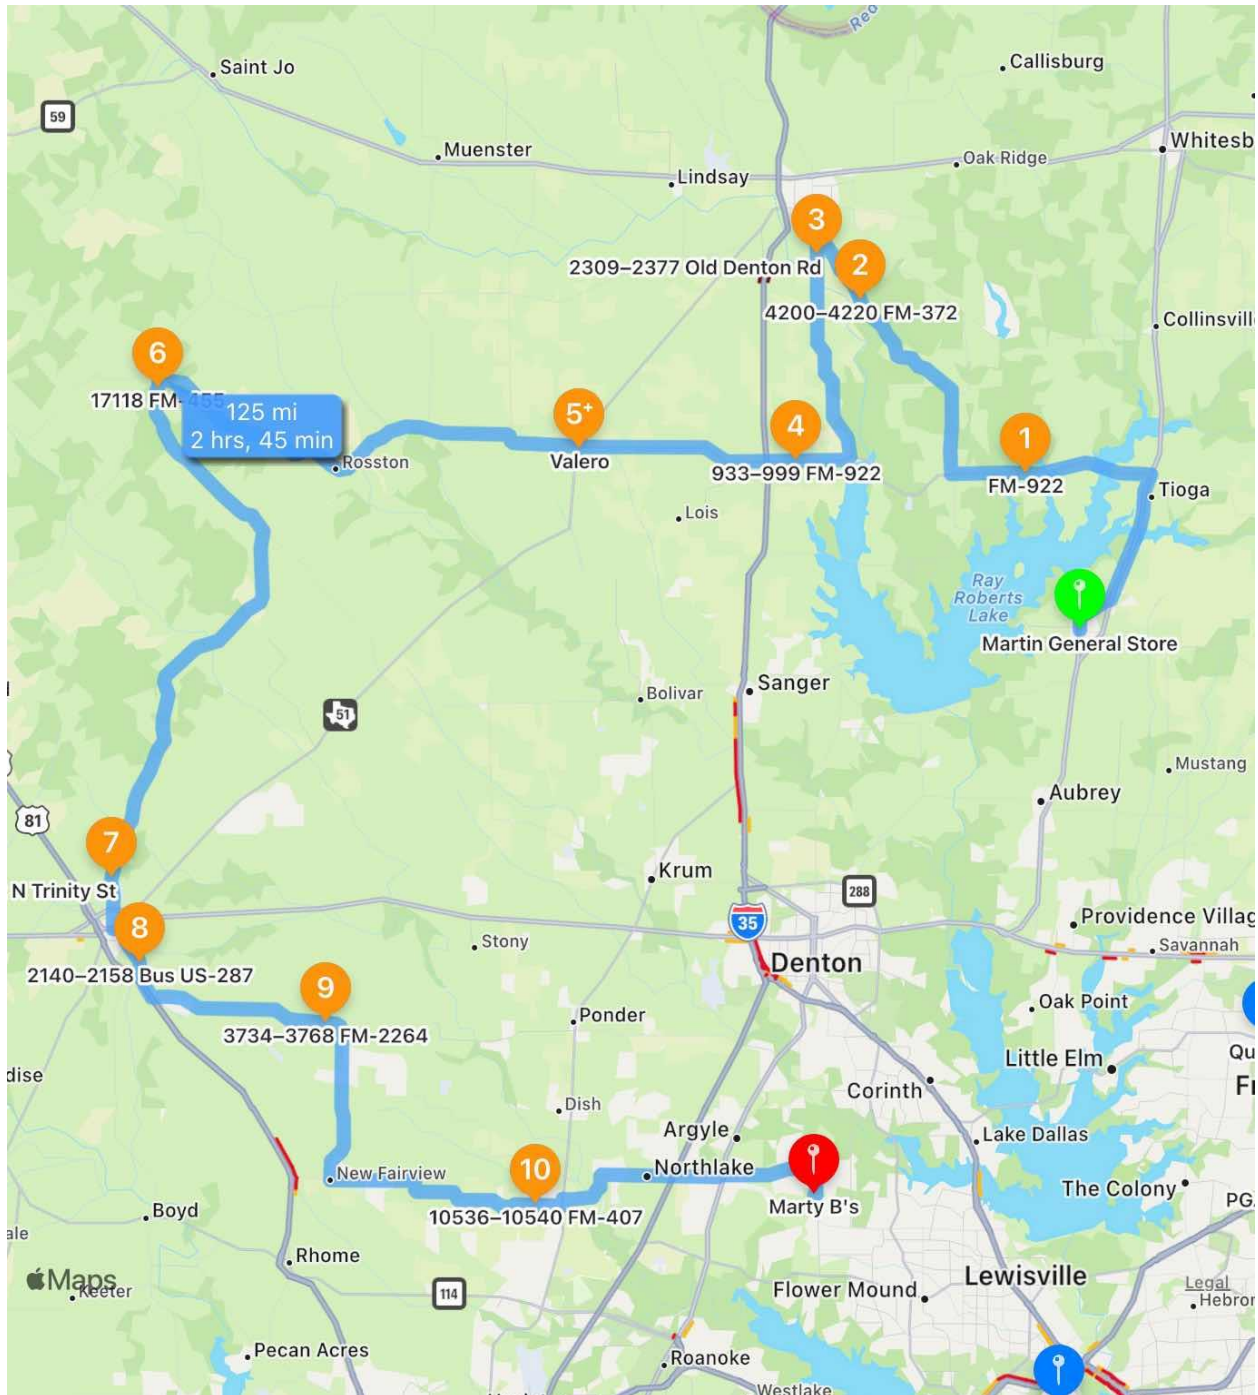 Reo
Saint Jo
Callisburg
59
Muenster
Whitesb
Oak Ridge
Lindsay
3
2309–2377 Old Denton Rd
2
4200–4220 FM-372
Collinsvill
6
17118 FM-455
125 mi
2 hrs, 45 min
5+
Valero
4
933–999 FM-922
1
FM-922
Rosston
Tioga
Lois
Ray
Roberts
Lake
Martin General Store
Sanger
Bolivar
51
Mustang
Aubrey
81
7
N Trinity St
Krum
288
8
2140–2158 Bus US-287
35
Providence Villag
Stony
Savannah
Denton
9
3734–3768 FM-2264
Oak Point
Ponder
Little Elm
Qu
Fr
dise
Corinth
Dish
Argyle
Lake Dallas
New Fairview
10
10536–10540 FM-407
Northlake
Marty B's
The Colony
PGA
Boyd
ale
Rhome
Maps
Keeter
114
Flower Mound
Lewisville
Legal
Hebron
Pecan Acres
Roanoke
Westlake